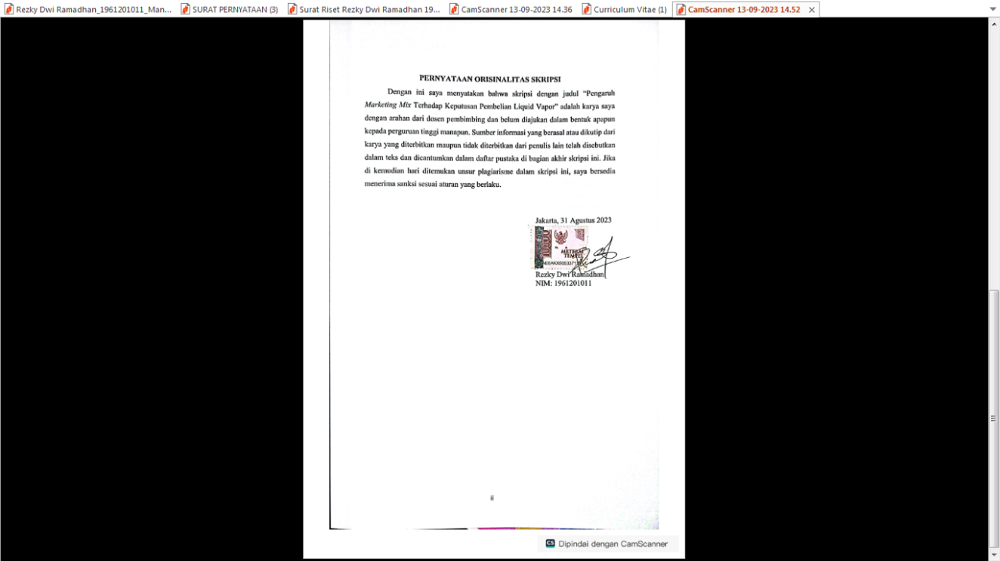 Rezky Dwi Ramadhan_1961201011_Man...
SURAT PERNYATAAN (3)
Surat Riset Rezky Dwi Ramadhan 19...
CamScanner 13-09-2023 14.36
Curriculum Vitae (1)
CamScanner 13-09-2023 14.52
PERNYATAAN ORISINALITAS SKRIPSI
Dengan ini saya menyatakan bahwa skripsi dengan judul “Pengaruh
Marketing Mix Terhadap Keputusan Pembelian Liquid Vapor” adalah karya saya
dengan arahan dari dosen pembimbing dan belum diajukan dalam bentuk apapun
kepada perguruan tinggi manapun. Sumber informasi yang berasal atau dikutip dari
karya yang diterbitkan maupun tidak diterbitkan dari penulis lain telah disebutkan
dalam teks dan dicantumkan dalam daftar pustaka di bagian akhir skripsi ini. Jika
di kemudian hari ditemukan unsur plagiarisme dalam skripsi ini, saya bersedia
menerima sanksi sesuai aturan yang berlaku.
Jakarta, 31 Agustus 2023
10000
METERAI
TEMPEL
Rezky Dwi Ramadhan
NIM: 1961201011
ii
CS Dipindai dengan CamScanner